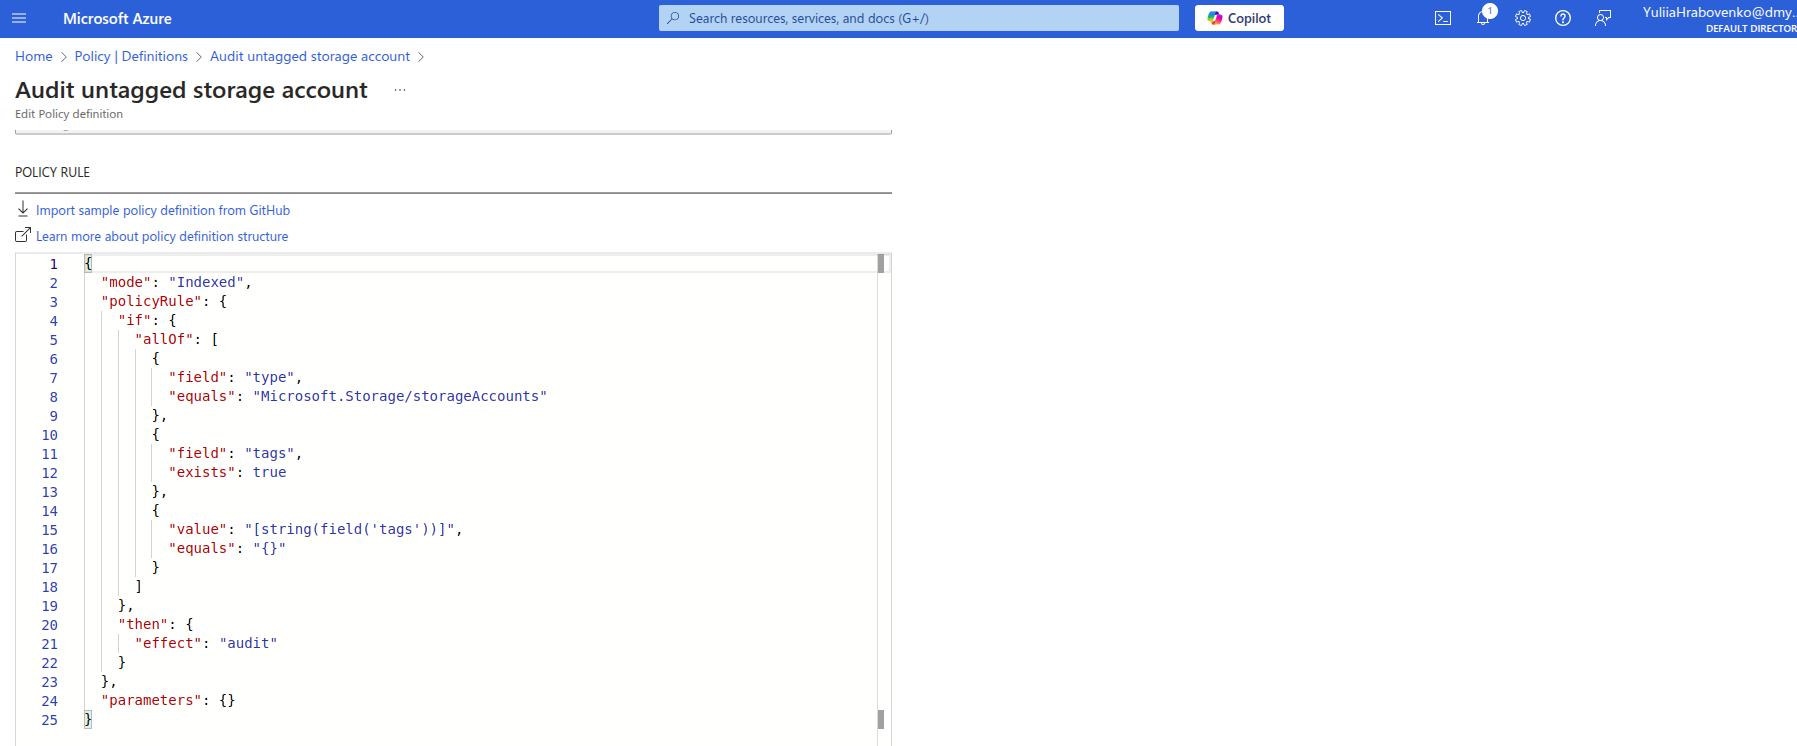 Microsoft Azure
Search resources, services, and docs (G+/)
Copilot
1
YuliiaHrabovenko@dmy...
DEFAULT DIRECTOR
Home > Policy | Definitions > Audit untagged storage account >
Audit untagged storage account ...
Edit Policy definition
POLICY RULE
Import sample policy definition from GitHub
Learn more about policy definition structure
1 {
2 "mode": "Indexed",
3 "policyRule": {
4 "if": {
5 "allOf": [
6 {
7 "field": "type",
8 "equals": "Microsoft.Storage/storageAccounts"
9 },
10 {
11 "field": "tags",
12 "exists": true
13 },
14 {
15 "value": "[string(field('tags'))]",
16 "equals": "{}"
17 }
18 ]
19 },
20 "then": {
21 "effect": "audit"
22 }
23 },
24 "parameters": {}
25 }